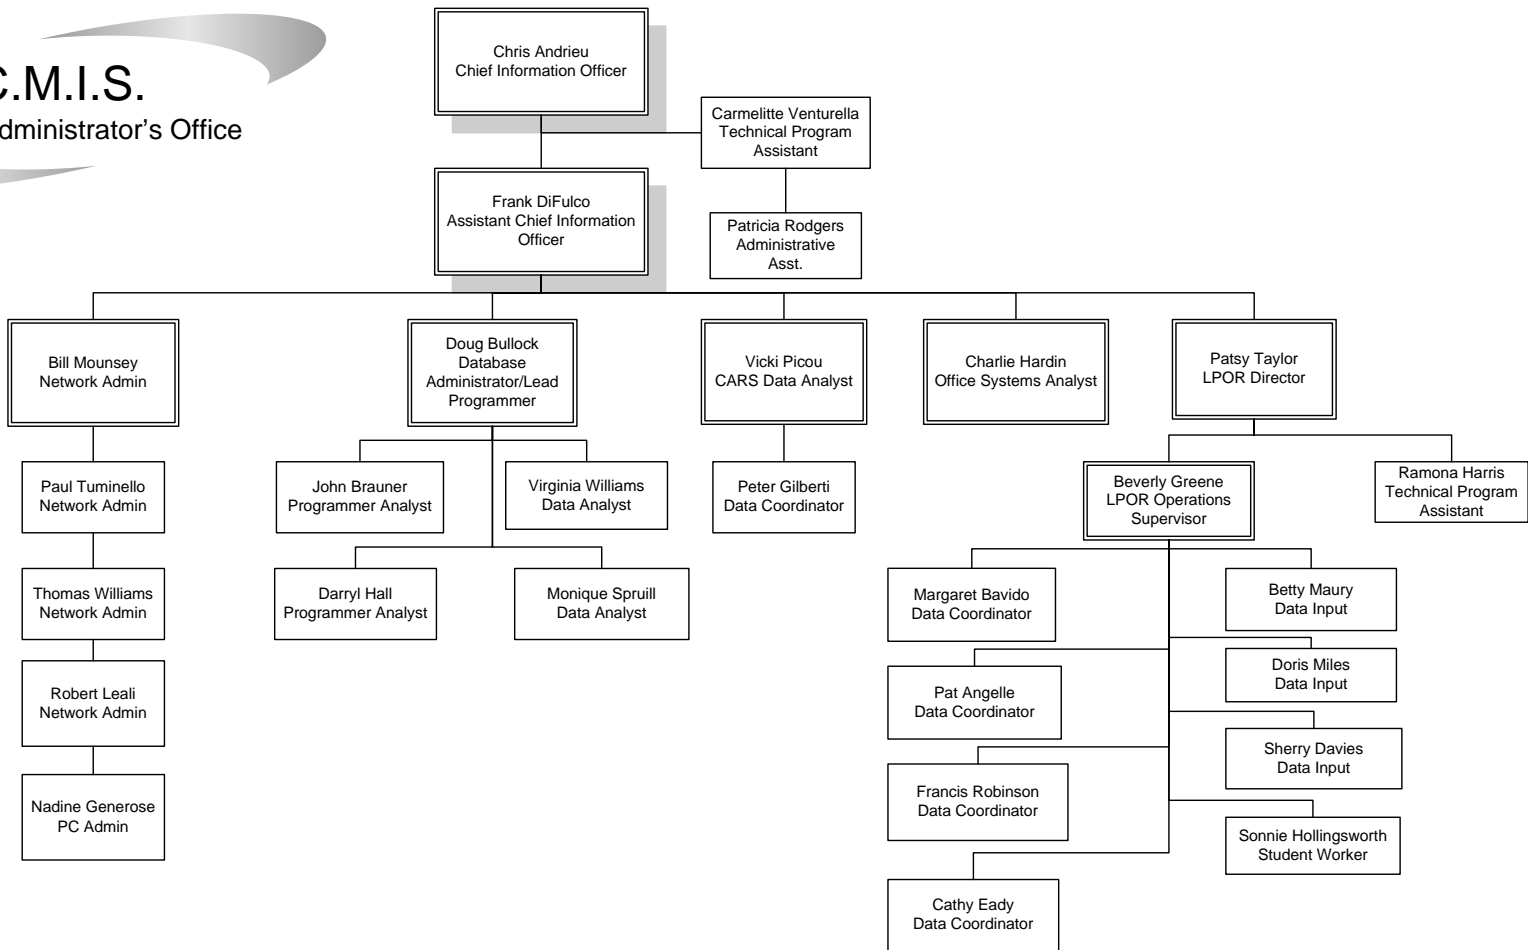 C.M.I.S.
Administrator's Office
Chris Andrieu
Chief Information Officer
Carmelitte Venturella
Technical Program
Assistant
Frank DiFulco
Assistant Chief Information
Officer
Patricia Rodgers
Administrative
Asst.
Bill Mounsey
Network Admin
Doug Bullock
Database
Administrator/Lead
Programmer
Vicki Picou
CARS Data Analyst
Charlie Hardin
Office Systems Analyst
Patsy Taylor
LPOR Director
Paul Tuminello
Network Admin
John Brauner
Programmer Analyst
Virginia Williams
Data Analyst
Peter Gilberti
Data Coordinator
Beverly Greene
LPOR Operations
Supervisor
Ramona Harris
Technical Program
Assistant
Thomas Williams
Network Admin
Darryl Hall
Programmer Analyst
Monique Spruill
Data Analyst
Margaret Bavido
Data Coordinator
Betty Maury
Data Input
Robert Leali
Network Admin
Pat Angelle
Data Coordinator
Doris Miles
Data Input
Sherry Davies
Data Input
Nadine Generose
PC Admin
Francis Robinson
Data Coordinator
Sonnie Hollingsworth
Student Worker
Cathy Eady
Data Coordinator